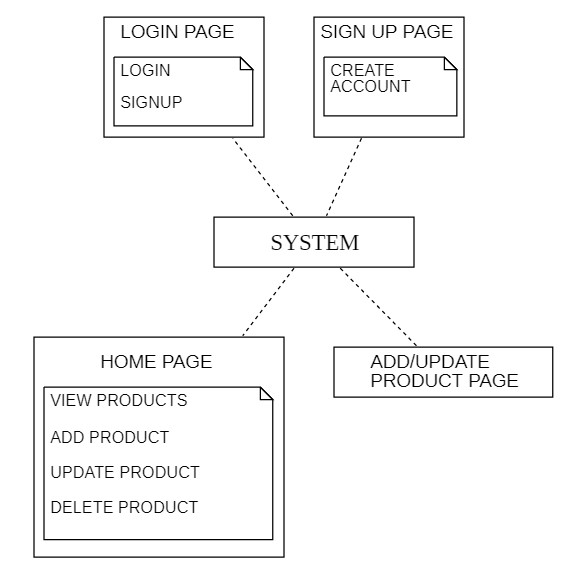 LOGIN PAGE
LOGIN
SIGNUP
SIGN UP PAGE
CREATE
ACCOUNT
SYSTEM
HOME PAGE
VIEW PRODUCTS
ADD PRODUCT
UPDATE PRODUCT
DELETE PRODUCT
ADD/UPDATE
PRODUCT PAGE